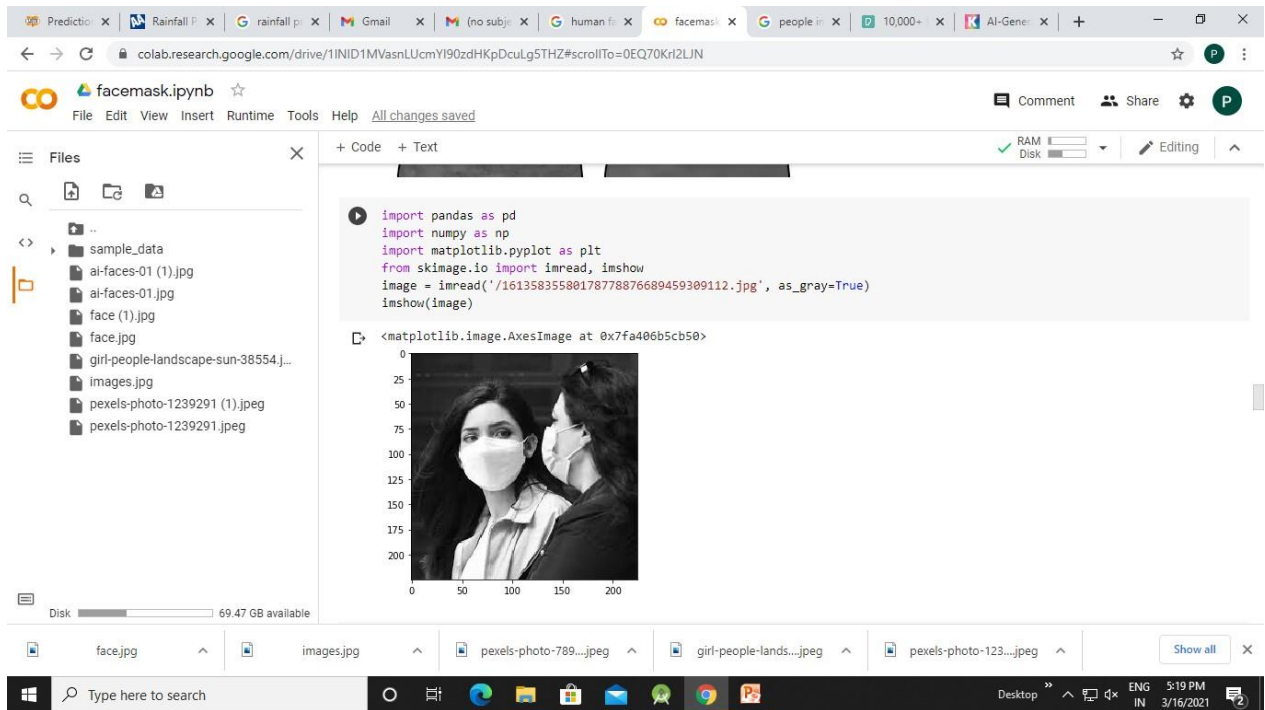 Predictio
Rainfall P
rainfall pr
Gmail
(no subje
human fa
facemask
people in
10,000+
AI-Gener
colab.research.google.com/drive/1INID1MVasnLUcmYI90zdHKpDcuLg5THZ#scrollTo=0EQ70KrI2LJN
P
facemask.ipynb
File Edit View Insert Runtime Tools Help All changes saved
Comment Share P
Files
+ Code + Text
RAM
Disk
Editing
..
sample_data
ai-faces-01 (1).jpg
ai-faces-01.jpg
face (1).jpg
face.jpg
girl-people-landscape-sun-38554.j...
images.jpg
pexels-photo-1239291 (1).jpeg
pexels-photo-1239291.jpeg
Disk 69.47 GB available
import pandas as pd
import numpy as np
import matplotlib.pyplot as plt
from skimage.io import imread, imshow
image = imread('/16135835580178778876689459309112.jpg', as_gray=True)
imshow(image)
<matplotlib.image.AxesImage at 0x7fa406b5cb50>
0
25
50
75
100
125
150
175
200
0 50 100 150 200
face.jpg images.jpg pexels-photo-789....jpeg girl-people-lands....jpeg pexels-photo-123....jpeg Show all
Type here to search
Desktop
ENG
IN
5:19 PM
3/16/2021
2